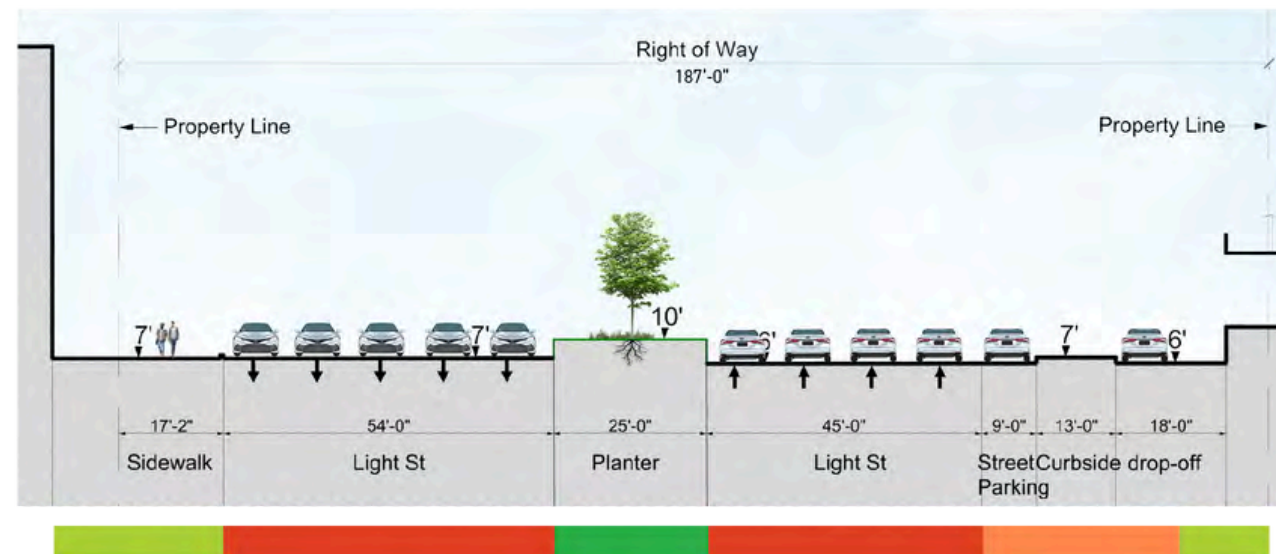 Right of Way
187'-0"
Property Line
Property Line
7'
7'
10'
6'
7'
6'
17'-2"
54'-0"
25'-0"
45'-0"
9'-0"
13'-0"
18'-0"
Sidewalk
Light St
Planter
Light St
Street
Parking
Curbside drop-off